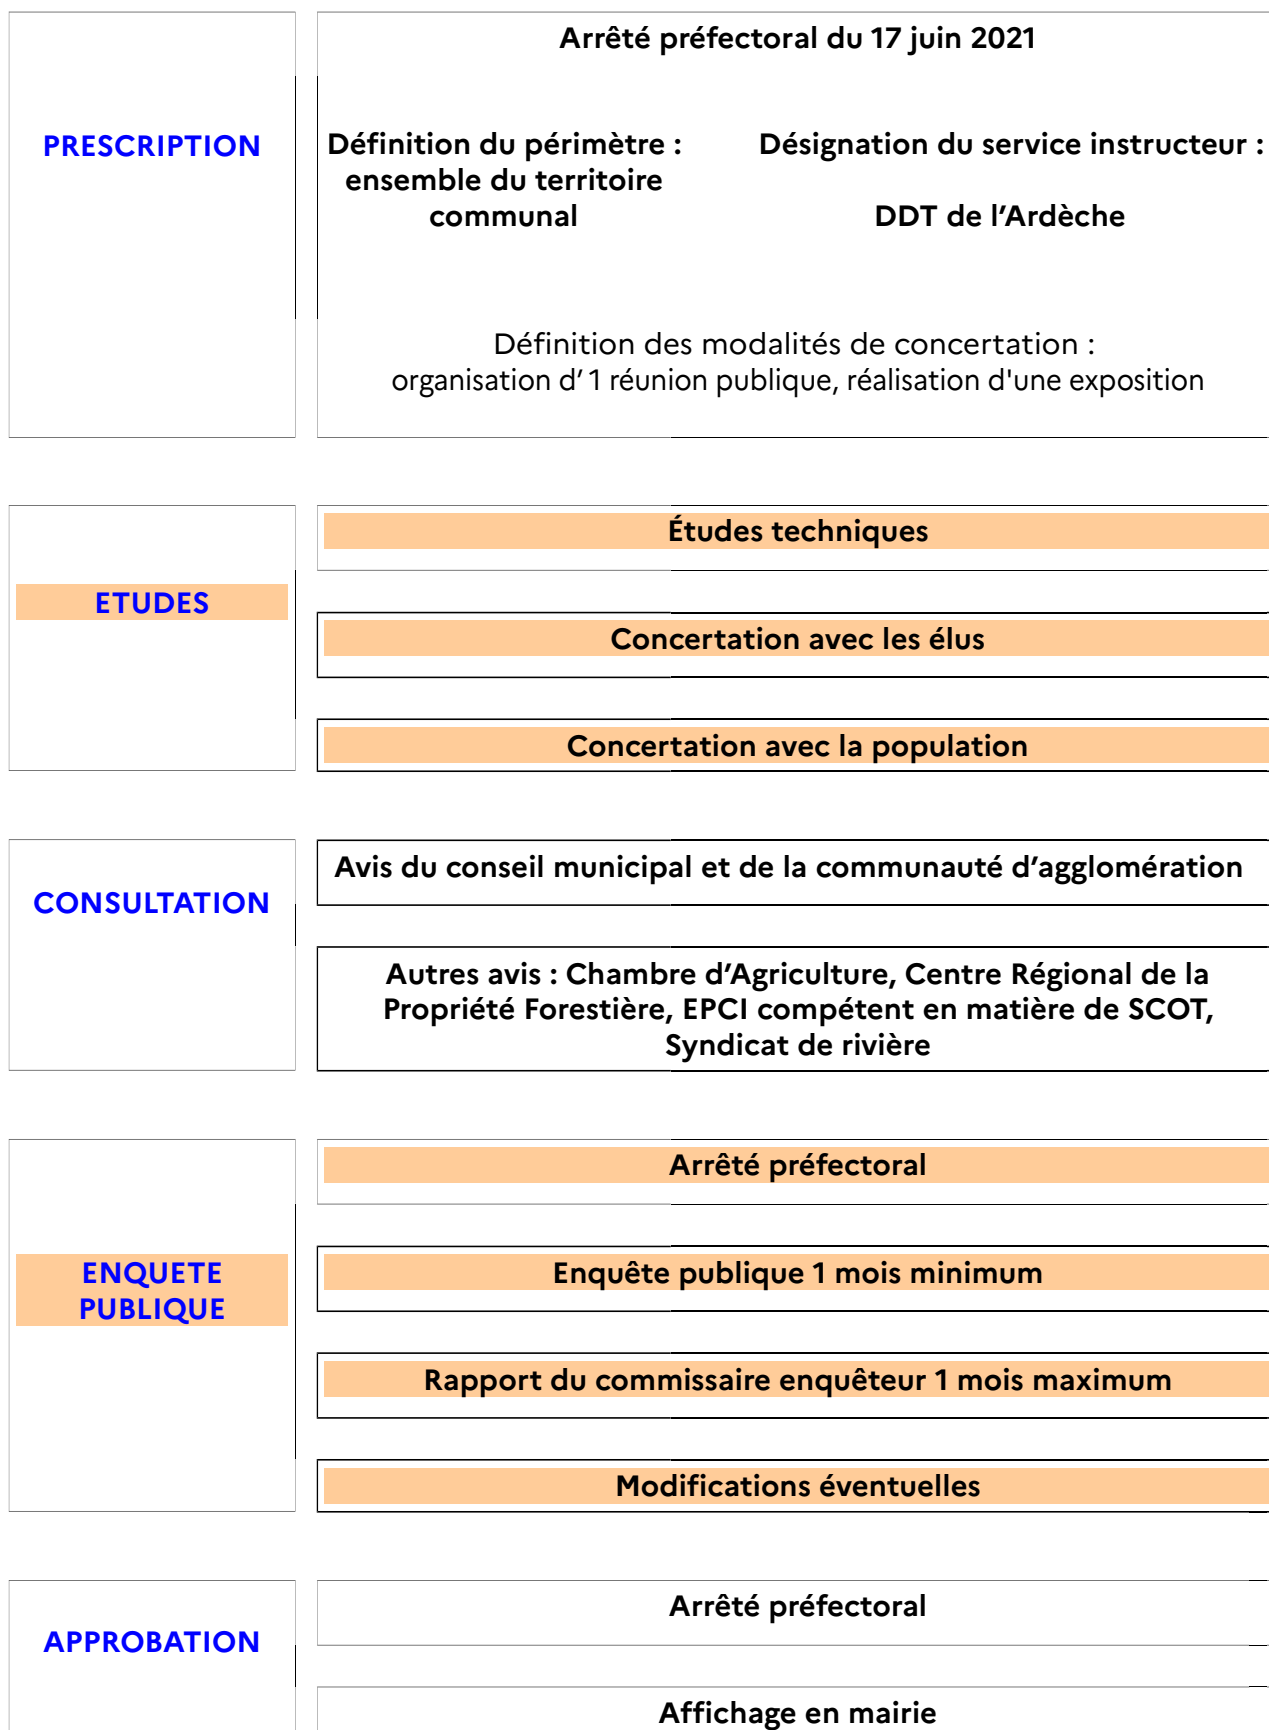 Arrêté préfectoral du 17 juin 2021
PRESCRIPTION
Définition du périmètre :
ensemble du territoire
communal
Désignation du service instructeur :
DDT de l’Ardèche
Définition des modalités de concertation :
organisation d’ 1 réunion publique, réalisation d'une exposition
ETUDES
Études techniques
Concertation avec les élus
Concertation avec la population
CONSULTATION
Avis du conseil municipal et de la communauté d’agglomération
Autres avis : Chambre d’Agriculture, Centre Régional de la
Propriété Forestière, EPCI compétent en matière de SCOT,
Syndicat de rivière
ENQUETE
PUBLIQUE
Arrêté préfectoral
Enquête publique 1 mois minimum
Rapport du commissaire enquêteur 1 mois maximum
Modifications éventuelles
APPROBATION
Arrêté préfectoral
Affichage en mairie